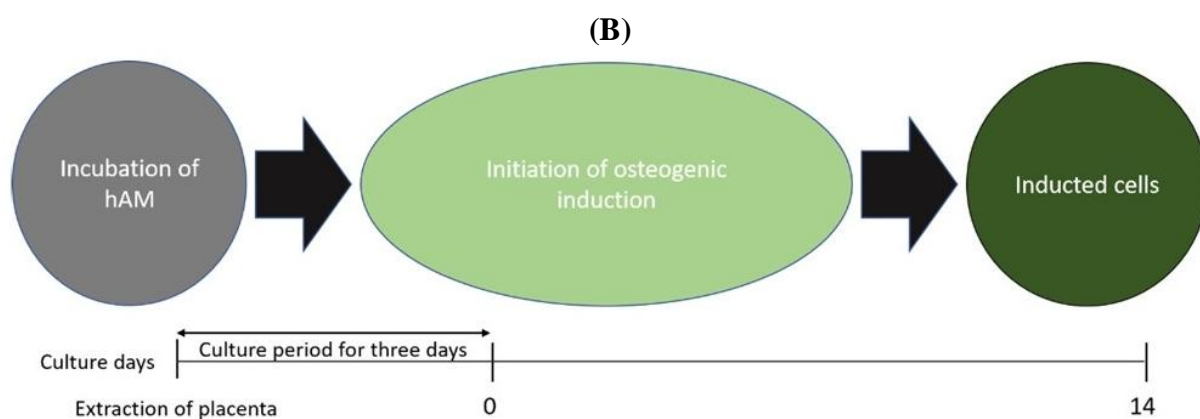 (B)
Incubation of
hAM
Initiation of osteogenic
induction
Inducted cells
Culture days
Culture period for three days
Extraction of placenta
0
14